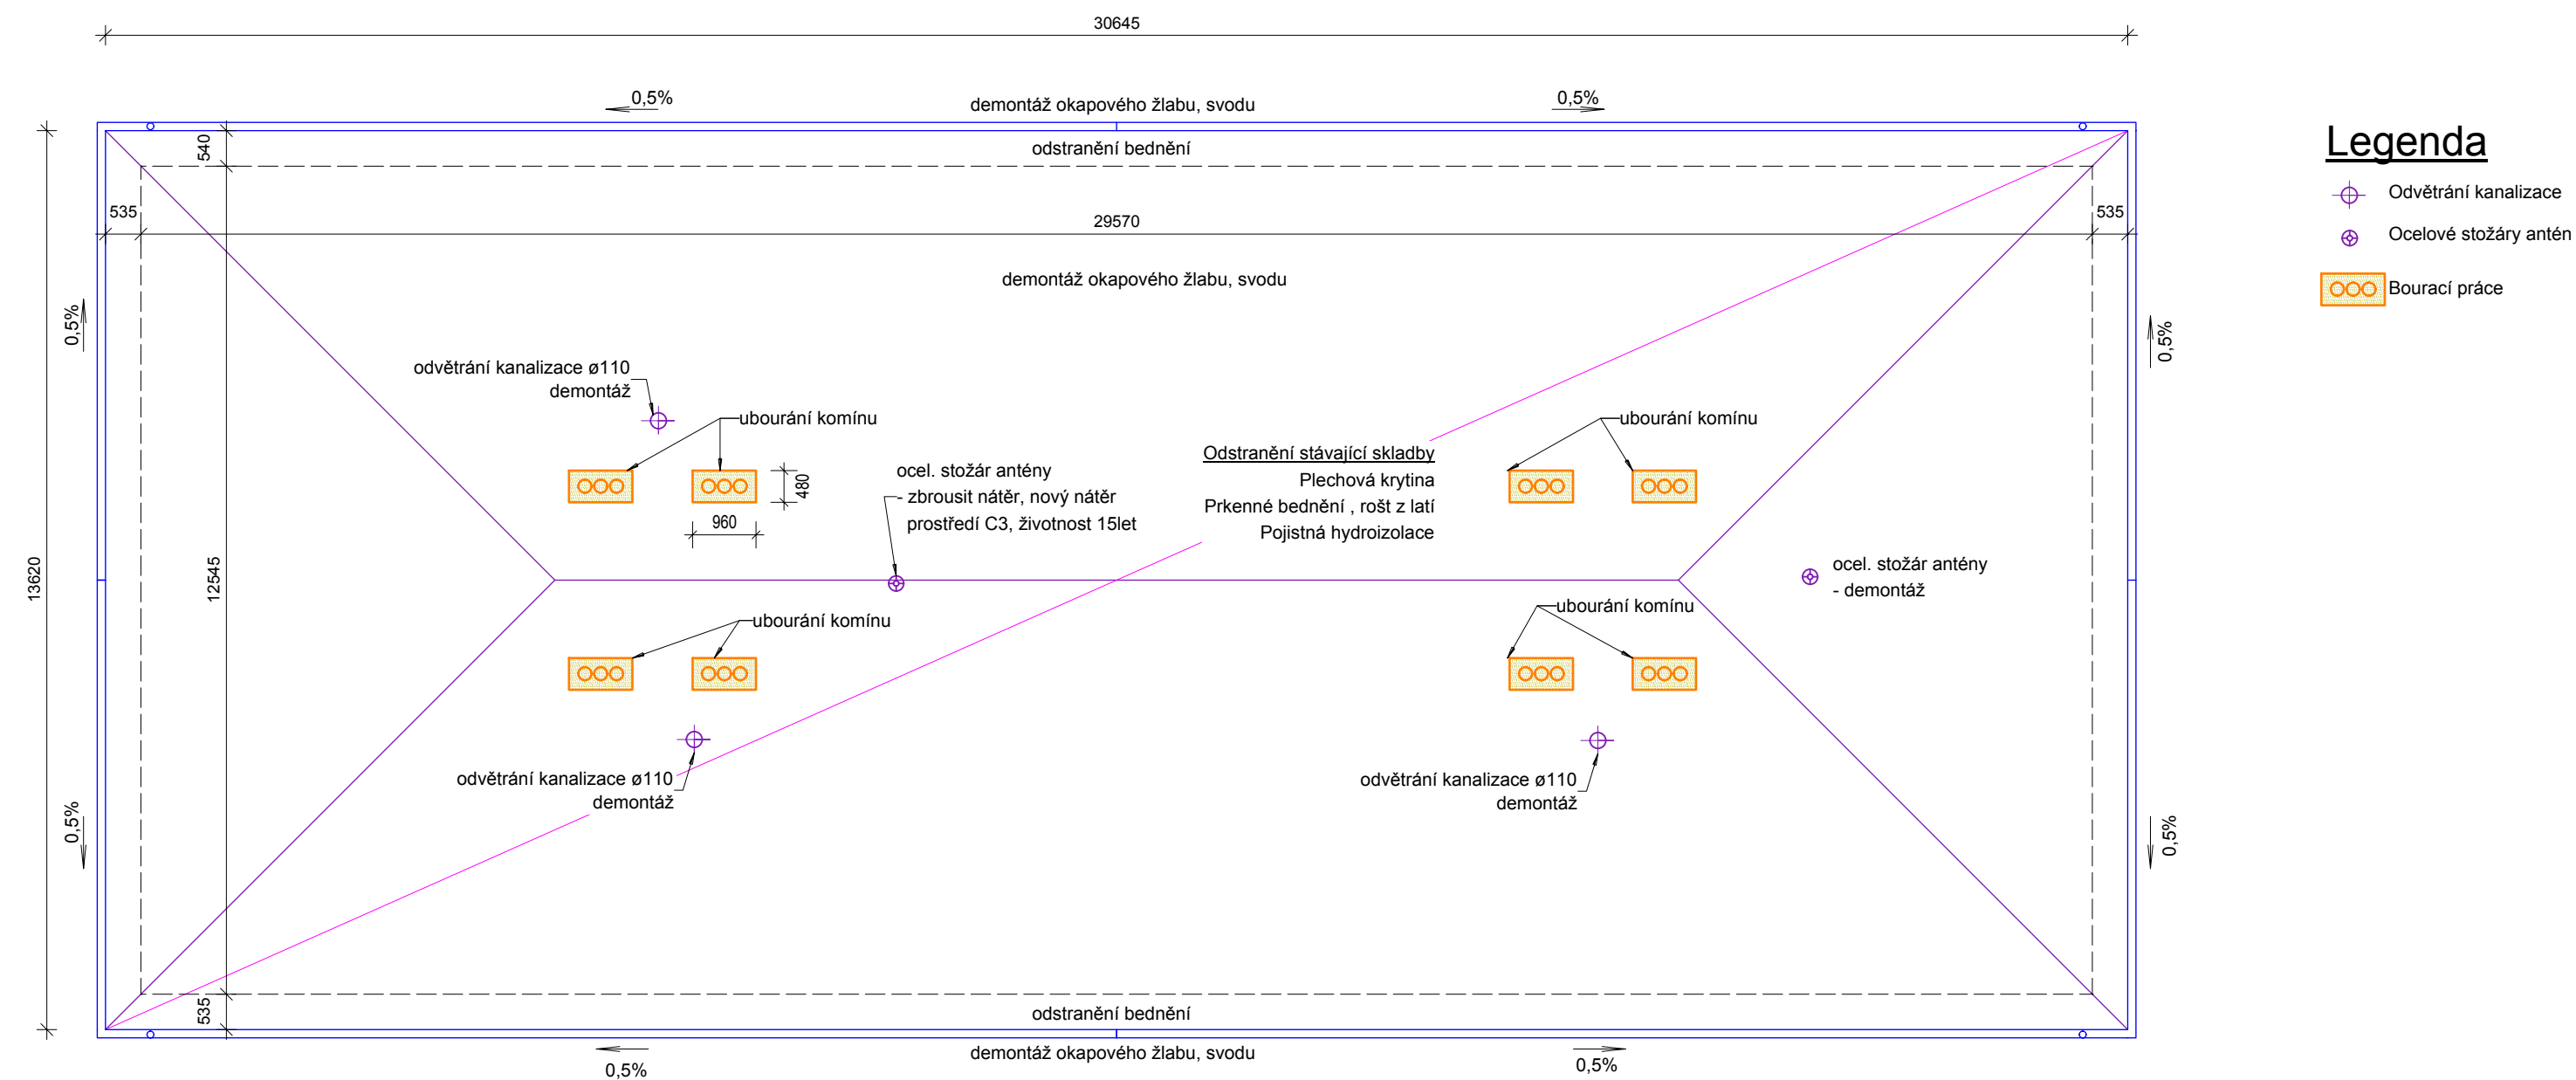 30645
0,5%
demontáž okapového žlabu, svodu
0,5%
540
odstranění bednění
535
29570
535
demontáž okapového žlabu, svodu
0,5%
0,5%
odvětrání kanalizace ø110
demontáž
ubourání komínu
ubourání komínu
480
960
ocel. stožár antény
- zbrousit nátěr, nový nátěr
prostředí C3, životnost 15let
Odstranění stávající skladby
Plechová krytina
Prkenné bednění , rošt z latí
Pojistná hydroizolace
13620
12545
ocel. stožár antény
- demontáž
ubourání komínu
ubourání komínu
odvětrání kanalizace ø110
demontáž
odvětrání kanalizace ø110
demontáž
0,5%
0,5%
535
odstranění bednění
demontáž okapového žlabu, svodu
0,5%
0,5%
Legenda
Odvětrání kanalizace
Ocelové stožáry antén
Bourací práce